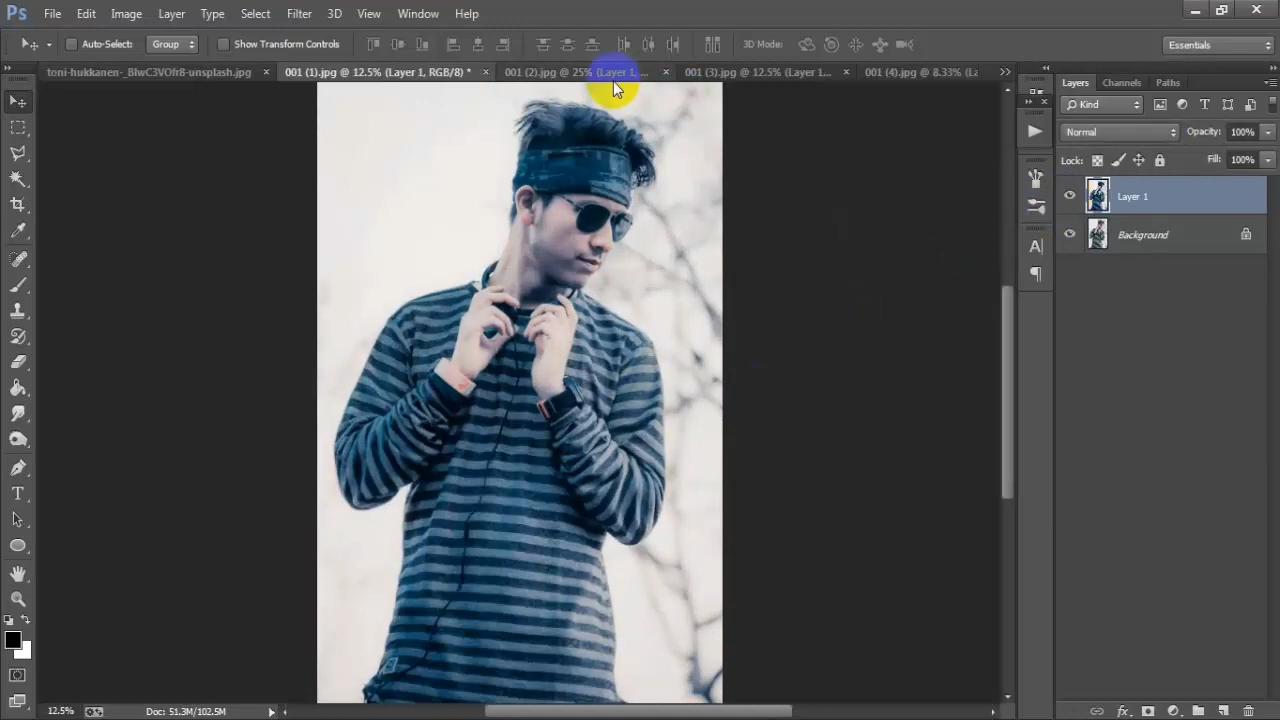 Ps File Edit Image Layer Type Select Filter 3D View Window Help
Auto-Select: Group Show Transform Controls 3D Mode: Essentials
toni-hukkanen-_BlwC3VOfr8-unsplash.jpg × 001 (1).jpg @ 12.5% (Layer 1, RGB/8) * × 001 (2).jpg @ 25% (Layer 1, ... × 001 (3).jpg @ 12.5% (Layer 1... × 001 (4).jpg @ 8.33% (La
Layers Channels Paths
Kind
Normal Opacity: 100%
Lock: Fill: 100%
Layer 1
Background
12.5% Doc: 51.3M/102.5M